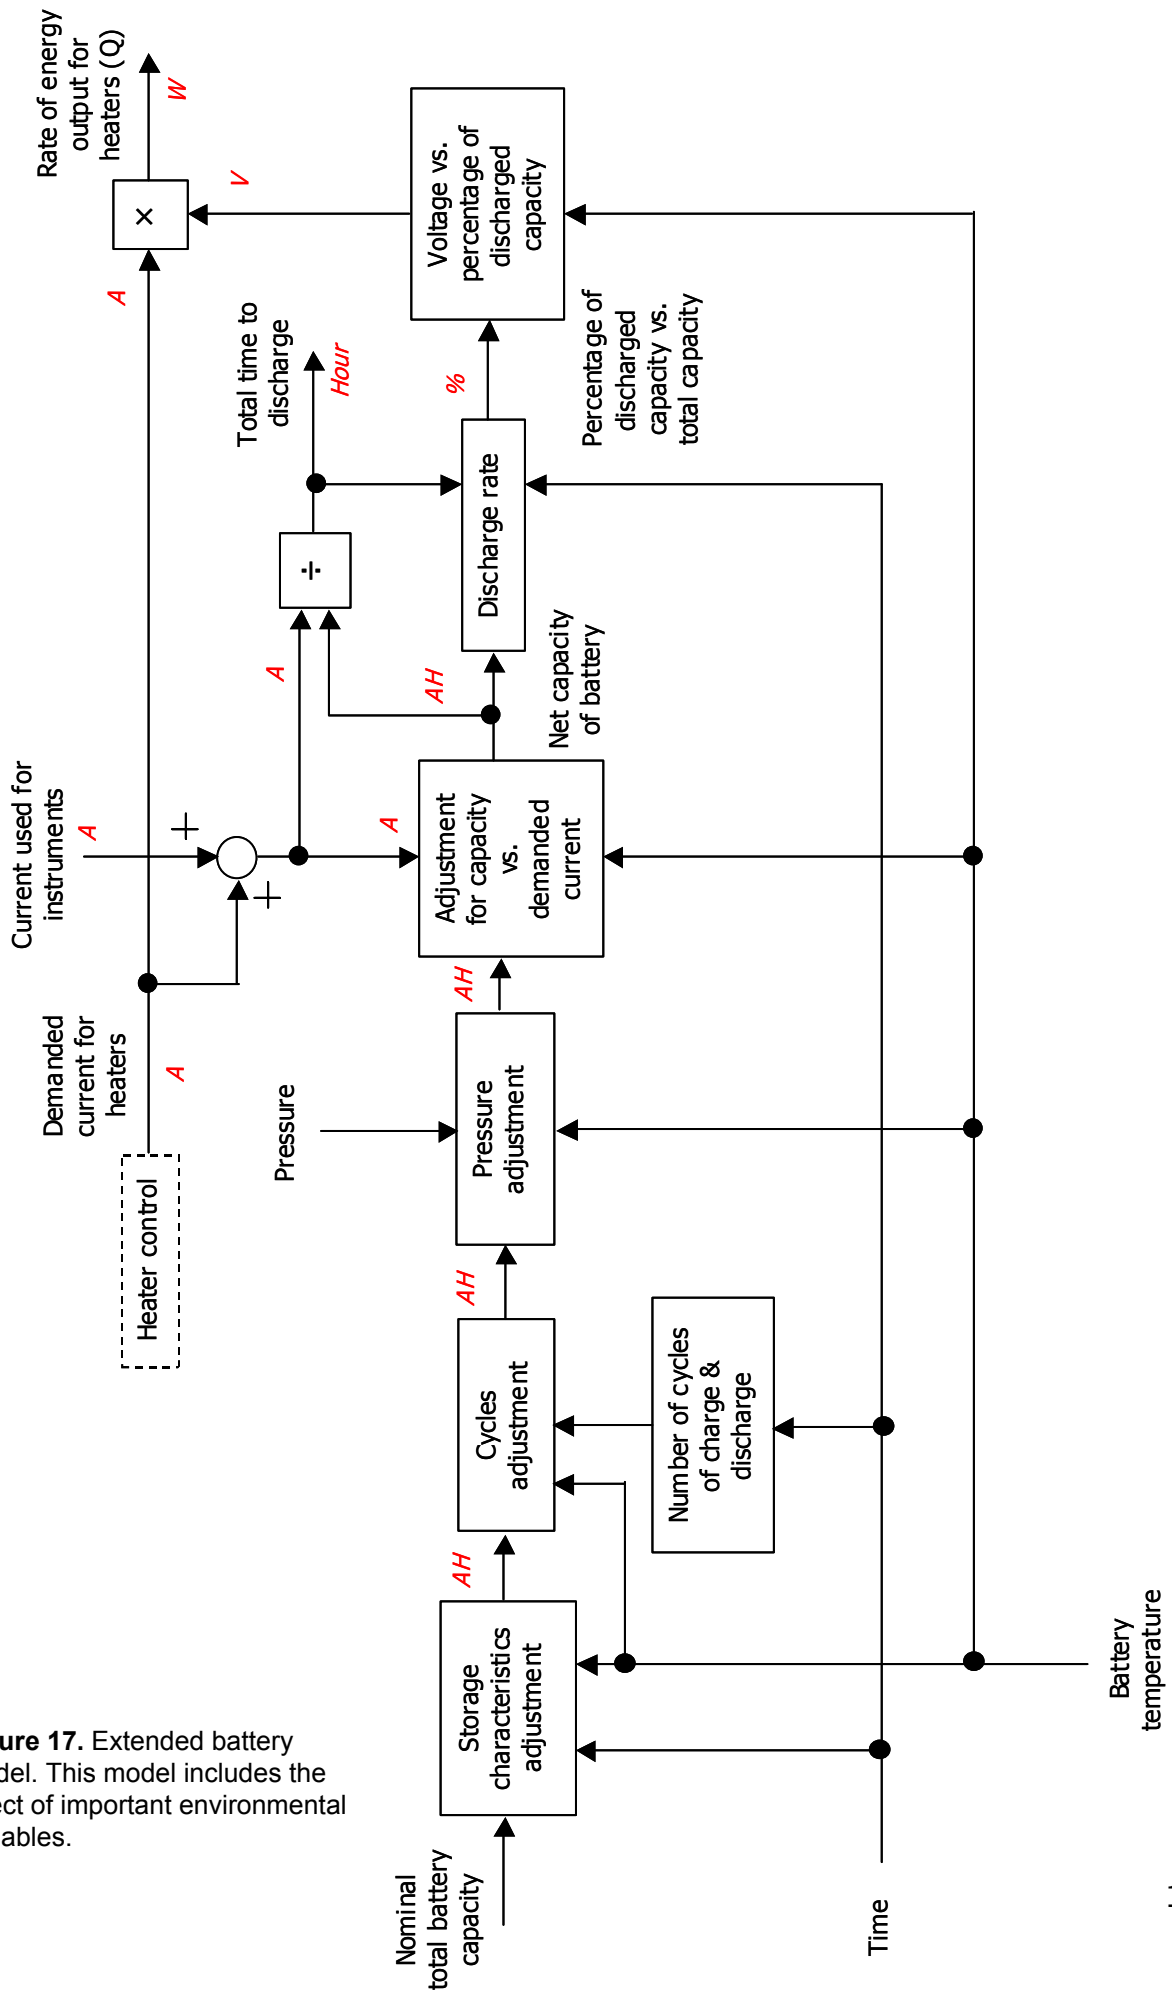 Rate of energy
output for
heaters (Q)
W
×
V
A
Voltage vs.
percentage of
discharged
capacity
Total time to
discharge
Hour
%
Percentage of
discharged
capacity vs.
total capacity
÷
Discharge rate
A
AH
Net capacity
of battery
Current used for
instruments
A
+
+
A
Adjustment
for capacity
vs.
demanded
current
Demanded
current for
heaters
A
AH
Pressure
Pressure
adjustment
Heater control
AH
Cycles
adjustment
Number of cycles
of charge &
discharge
AH
Storage
characteristics
adjustment
Battery
temperature
Nominal
total battery
capacity
Time
ure 17. Extended battery
del. This model includes the
ect of important environmental
ables.